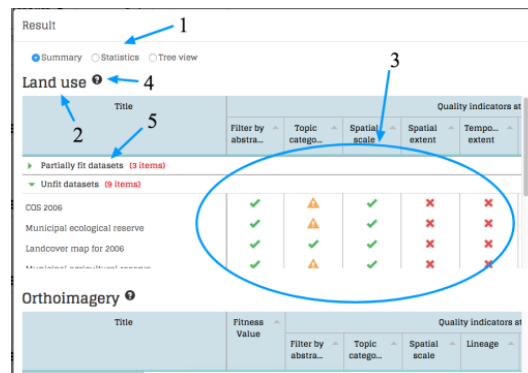 Result
1
3
Summary Statistics Tree view
Land use ? 4
2
5
Title
Quality indicators st
Filter by abstra...
Topic catego...
Spatial scale
Spatial extent
Tempo... extent
Partially fit datasets (3 items)
Unfit datasets (9 items)
COS 2006
Municipal ecological reserve
Landcover map for 2006
Municipal agricultural reserve
Orthoimagery ?
Title
Fitness Value
Quality indicators st
Filter by abstra...
Topic catego...
Spatial scale
Lineage